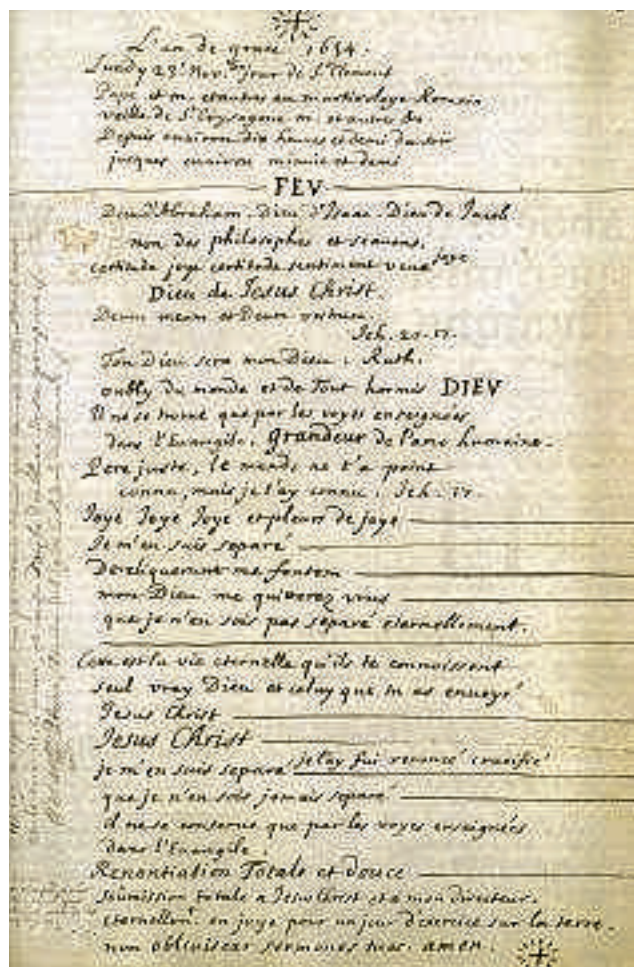 L'an de grace 1654.
Lundy 23.e Nov.bre Jour de S.t Clement
Pape et m. et autres au martirologe Romain
veille de S.t Crysogone m. et autres &c
Depuis environ dix heures et demi du soir
jusques environ minuit et demi
FEV
Dieu d'Abraham. Dieu d'Isaac. Dieu de Jacob
non des philosophes et scavans.
certitude joye certitude sentiment veue joye
Dieu de Jesus Christ.
Deum meum et Deum vestrum.
Jeh. 20. 17.
Ton Dieu sera mon Dieu. Ruth.
oubly du monde et de Tout hormis DIEV
Il ne se trouve que par les voyes enseignées
dans l'Evangile. Grandeur de l'ame humaine.
Pere juste, le monde ne t'a point
connu, mais je t'ay connu. Jeh. 17.
Joye Joye Joye et pleurs de joye
Je m'en suis separé
Dereliquerunt me fontem
mon Dieu me quitterez vous
que je n'en sois pas separé eternellement.
Cette est la vie eternelle qu'ils te connoissent
seul vray Dieu et celuy que tu as envoyé
Jesus Christ
Jesus Christ
je m'en suis separé je l'ay fui renoncé crucifié
que je n'en sois jamais separé
il ne se conserve que par les voyes enseignées
dans l'Evangile.
Renontiation Totale et douce
soumission totale a Jesus Christ et a mon directeur.
eternellem.t en joye pour un jour d'exercice sur la terre.
non obliviscar sermones tuos. amen.